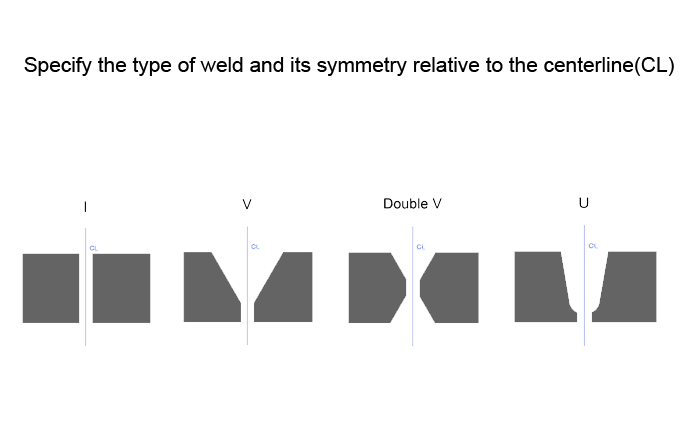 Specify the type of weld and its symmetry relative to the centerline(CL)
I
V
Double V
U
CL
CL
CL
CL